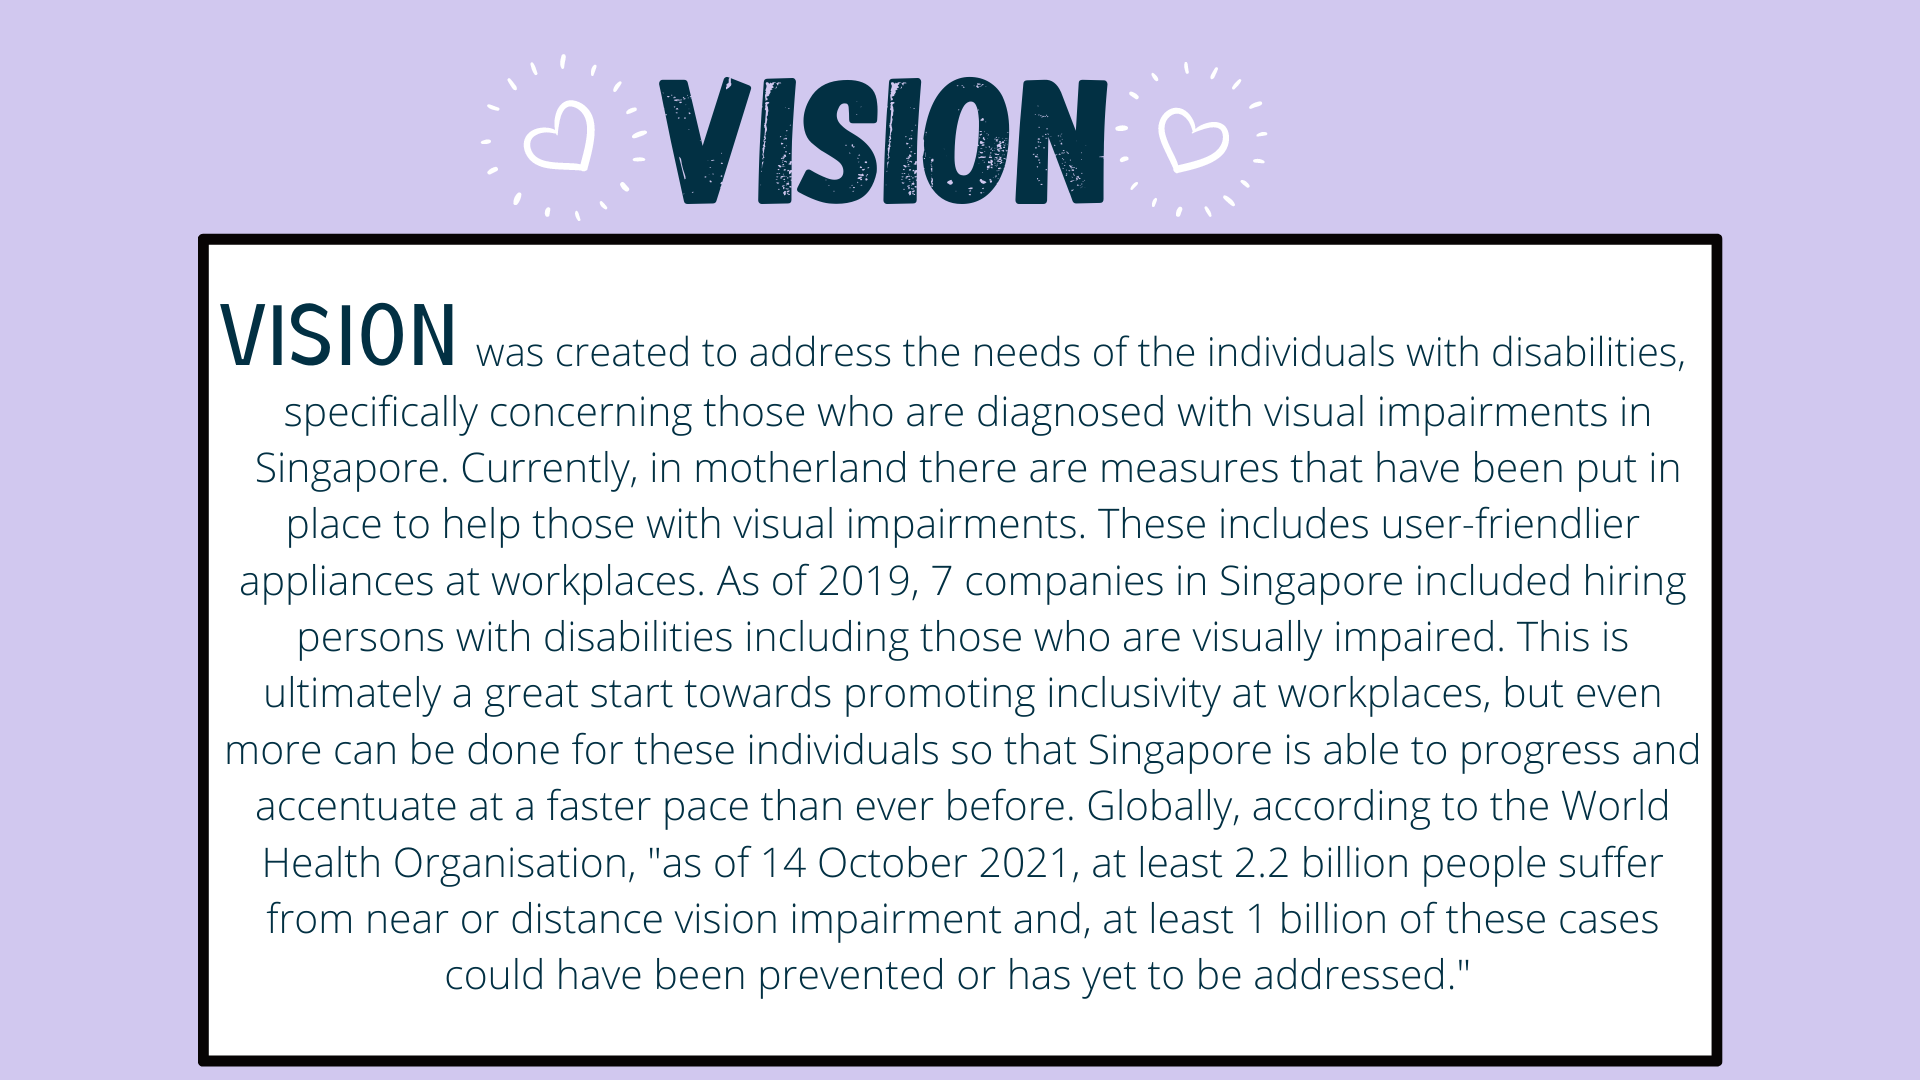 VISION
VISION was created to address the needs of the individuals with disabilities,
specifically concerning those who are diagnosed with visual impairments in
Singapore. Currently, in motherland there are measures that have been put in
place to help those with visual impairments. These includes user-friendlier
appliances at workplaces. As of 2019, 7 companies in Singapore included hiring
persons with disabilities including those who are visually impaired. This is
ultimately a great start towards promoting inclusivity at workplaces, but even
more can be done for these individuals so that Singapore is able to progress and
accentuate at a faster pace than ever before. Globally, according to the World
Health Organisation, "as of 14 October 2021, at least 2.2 billion people suffer
from near or distance vision impairment and, at least 1 billion of these cases
could have been prevented or has yet to be addressed."